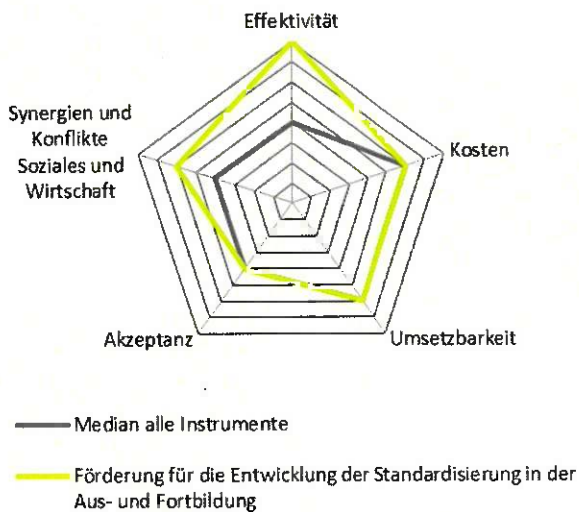 Effektivität
Synergien und
Konflikte
Soziales und
Wirtschaft
Kosten
Akzeptanz
Umsetzbarkeit
Median alle Instrumente
Förderung für die Entwicklung der Standardisierung in der
Aus- und Fortbildung